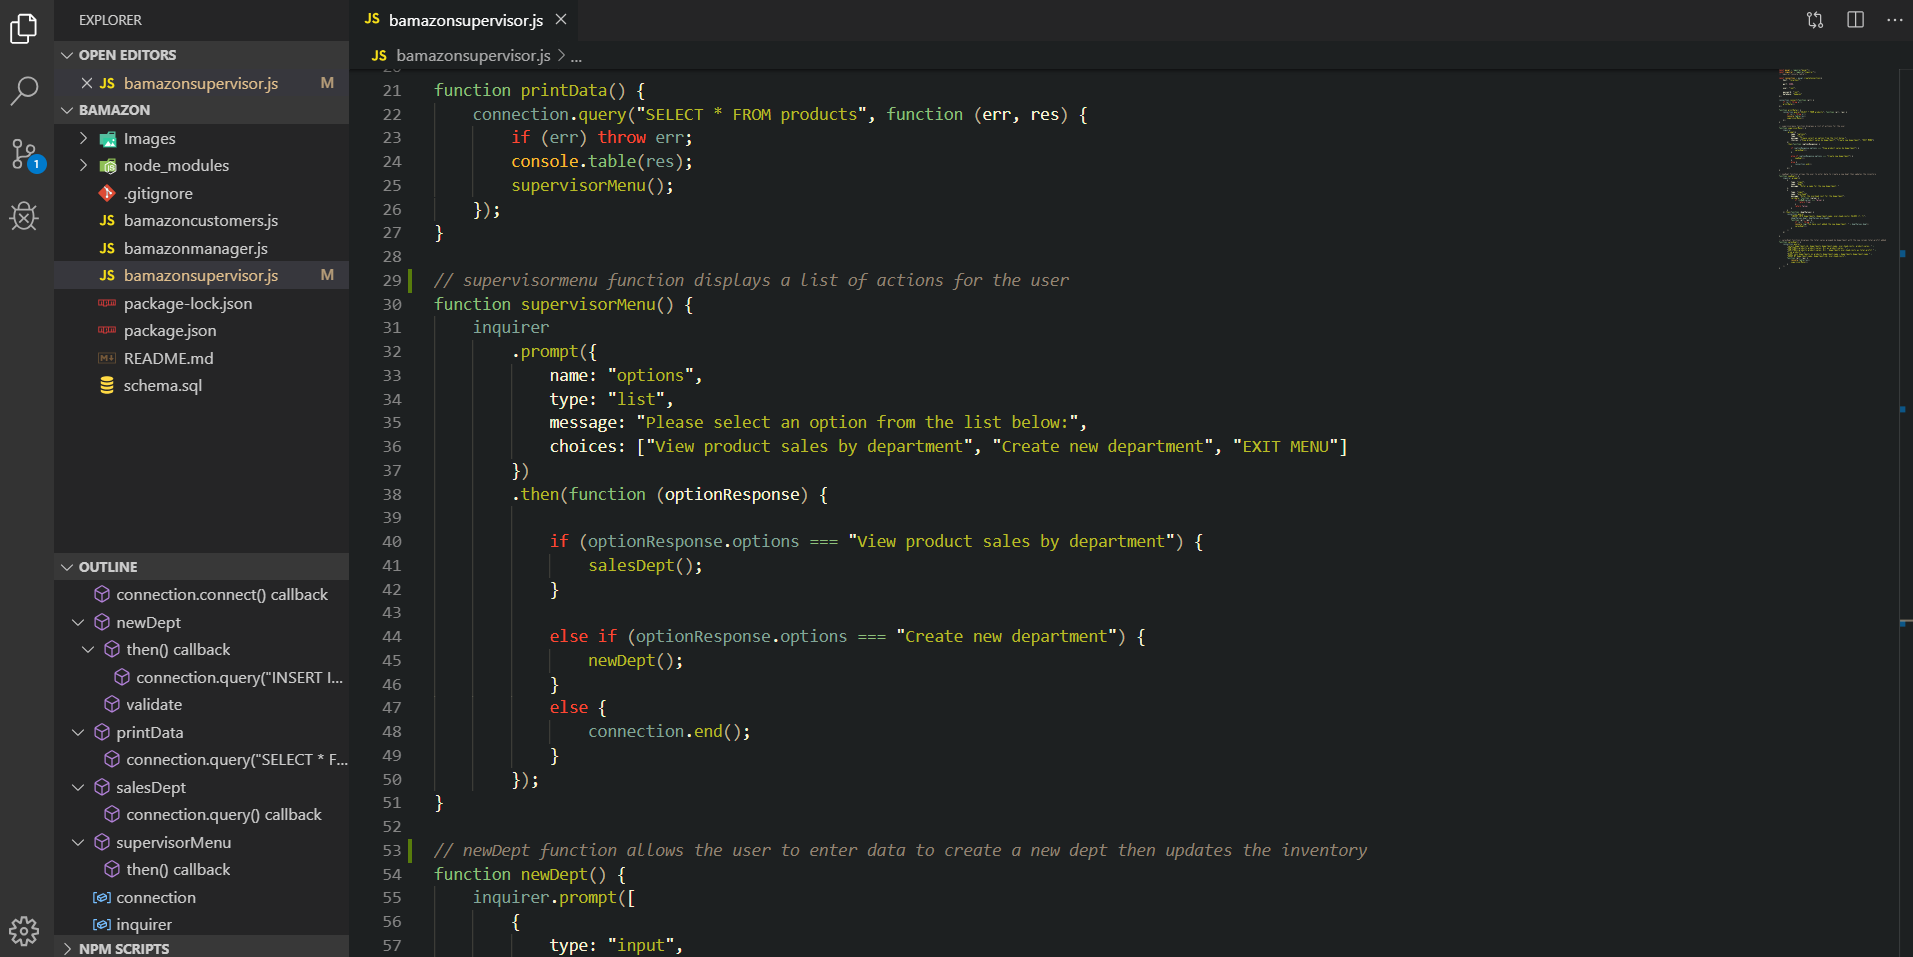 EXPLORER
OPEN EDITORS
JS bamazonsupervisor.js M
BAMAZON
Images
node_modules
.gitignore
JS bamazoncustomers.js
JS bamazonmanager.js
JS bamazonsupervisor.js M
package-lock.json
package.json
README.md
schema.sql
OUTLINE
connection.connect() callback
newDept
then() callback
connection.query("INSERT I...
validate
printData
connection.query("SELECT * F...
salesDept
connection.query() callback
supervisorMenu
then() callback
connection
inquirer
NPM SCRIPTS
1
JS bamazonsupervisor.js
JS bamazonsupervisor.js > ...
21 function printData() {
22 connection.query("SELECT * FROM products", function (err, res) {
23 if (err) throw err;
24 console.table(res);
25 supervisorMenu();
26 });
27 }
28
29 // supervisormenu function displays a list of actions for the user
30 function supervisorMenu() {
31 inquirer
32 .prompt({
33 name: "options",
34 type: "list",
35 message: "Please select an option from the list below:",
36 choices: ["View product sales by department", "Create new department", "EXIT MENU"]
37 })
38 .then(function (optionResponse) {
39
40 if (optionResponse.options === "View product sales by department") {
41 salesDept();
42 }
43
44 else if (optionResponse.options === "Create new department") {
45 newDept();
46 }
47 else {
48 connection.end();
49 }
50 });
51 }
52
53 // newDept function allows the user to enter data to create a new dept then updates the inventory
54 function newDept() {
55 inquirer.prompt([
56 {
57 type: "input",